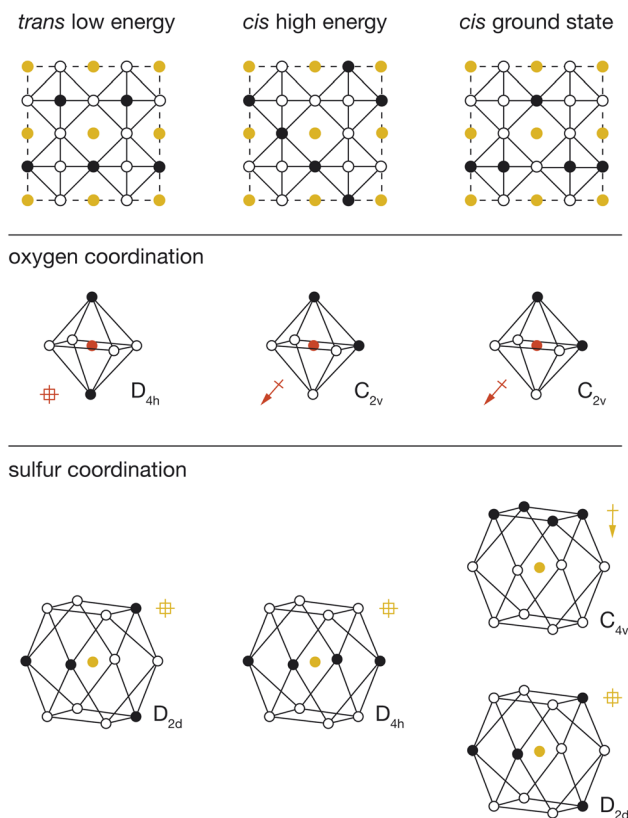 trans low energy
cis high energy
cis ground state
oxygen coordination
D4h
C2v
C2v
sulfur coordination
C4v
D2d
D4h
D2d